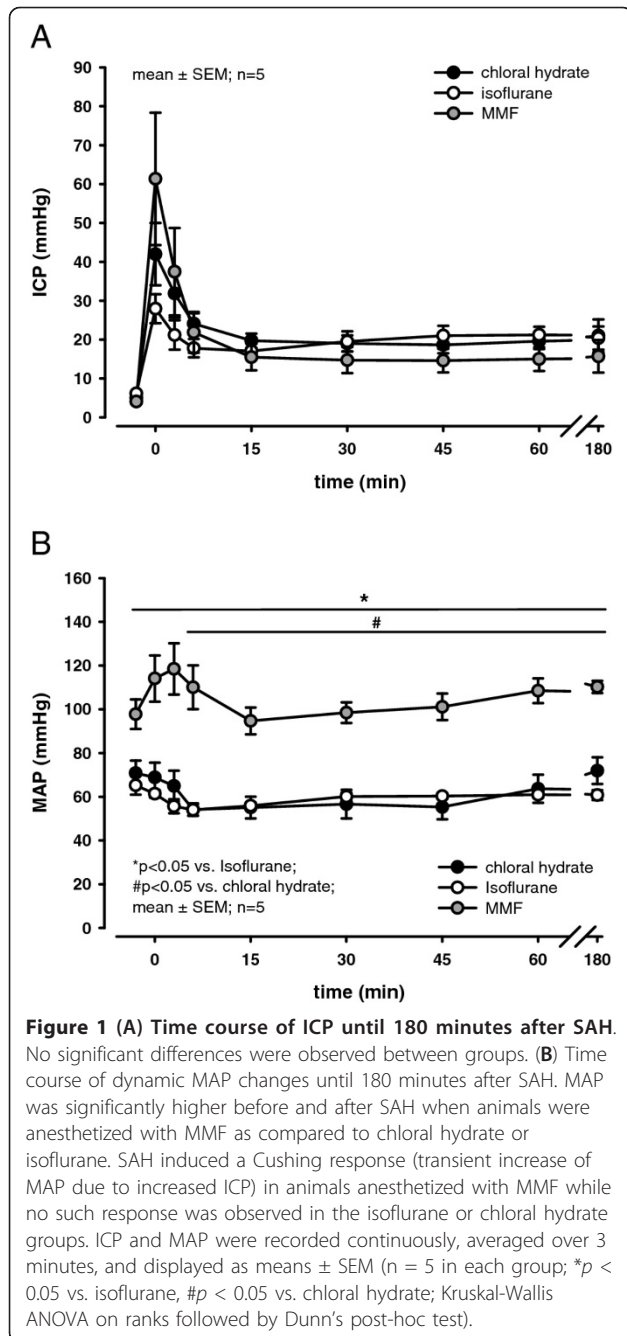 A
mean ± SEM; n=5
chloral hydrate
isoflurane
MMF
90
80
70
60
50
40
30
20
10
0
ICP (mmHg)
0 15 30 45 60 180
time (min)
B
160
140
120
100
80
60
40
20
0
MAP (mmHg)
*
#
*p<0.05 vs. Isoflurane;
#p<0.05 vs. chloral hydrate;
mean ± SEM; n=5
chloral hydrate
Isoflurane
MMF
0 15 30 45 60 180
time (min)
Figure 1 (A) Time course of ICP until 180 minutes after SAH.
No significant differences were observed between groups. (B) Time
course of dynamic MAP changes until 180 minutes after SAH. MAP
was significantly higher before and after SAH when animals were
anesthetized with MMF as compared to chloral hydrate or
isoflurane. SAH induced a Cushing response (transient increase of
MAP due to increased ICP) in animals anesthetized with MMF while
no such response was observed in the isoflurane or chloral hydrate
groups. ICP and MAP were recorded continuously, averaged over 3
minutes, and displayed as means ± SEM (n = 5 in each group; *p <
0.05 vs. isoflurane, #p < 0.05 vs. chloral hydrate; Kruskal-Wallis
ANOVA on ranks followed by Dunn's post-hoc test).